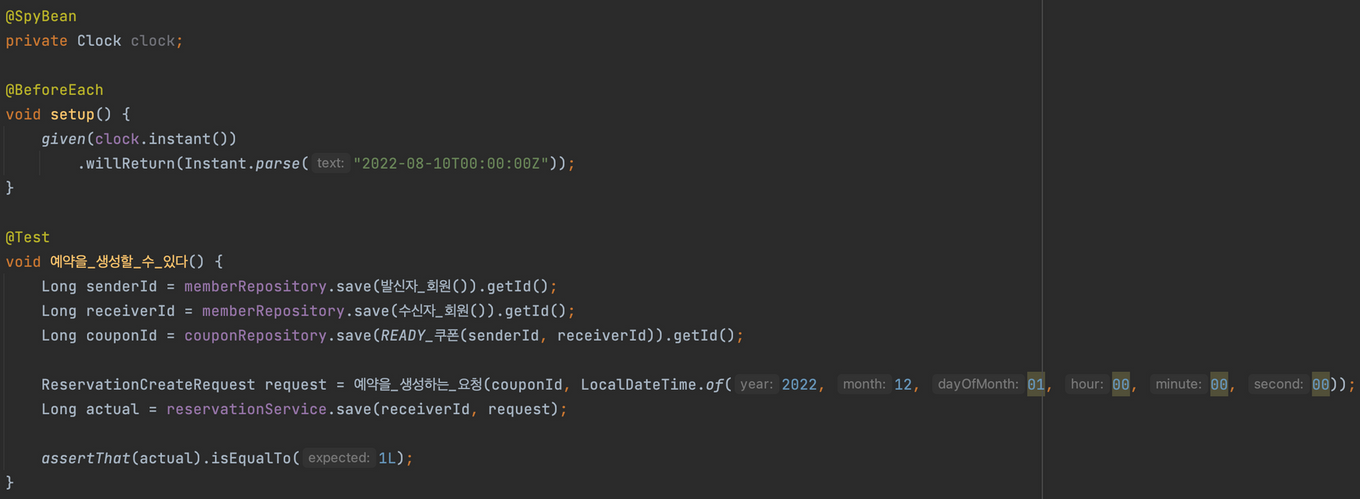 @SpyBean
private Clock clock;
@BeforeEach
void setup() {
given(clock.instant())
.willReturn(Instant.parse( text: "2022-08-10T00:00:00Z"));
}
@Test
void 예약을_생성할_수_있다() {
Long senderId = memberRepository.save(발신자_회원()).getId();
Long receiverId = memberRepository.save(수신자_회원()).getId();
Long couponId = couponRepository.save(READY_쿠폰(senderId, receiverId)).getId();
ReservationCreateRequest request = 예약을_생성하는_요청(couponId, LocalDateTime.of( year: 2022, month: 12, dayOfMonth: 01, hour: 00, minute: 00, second: 00));
Long actual = reservationService.save(receiverId, request);
assertThat(actual).isEqualTo( expected: 1L);
}